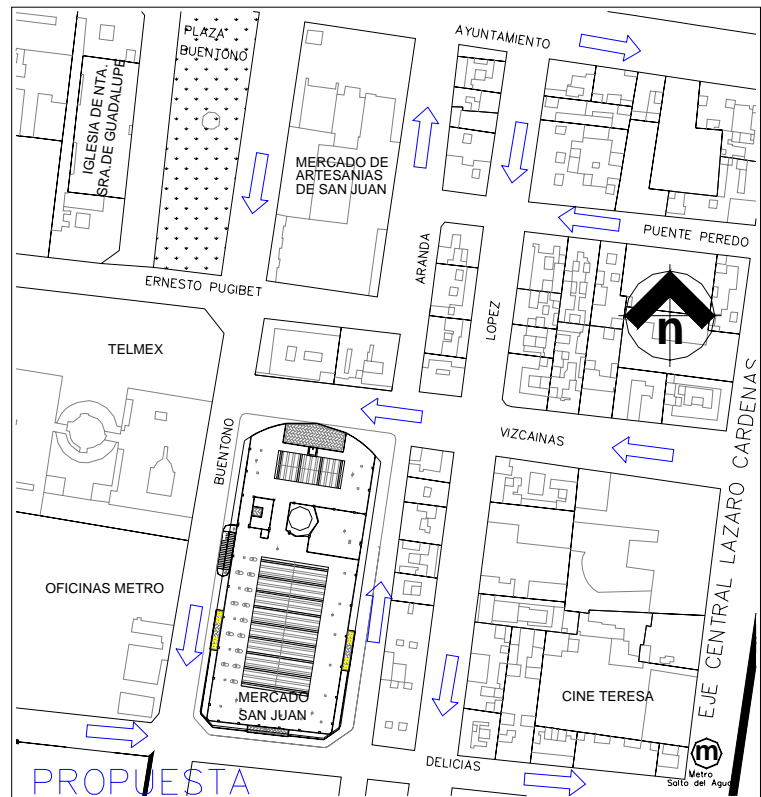 AYUNTAMIENTO
PLAZA
BUENTONO
IGLESIA DE NTA.
SRA.DE GUADALUPE
MERCADO DE
ARTESANIAS
DE SAN JUAN
PUENTE PEREDO
ARANDA
ERNESTO PUGIBET
LOPEZ
n
TELMEX
BUENTONO
VIZCAINAS
EJE CENTRAL LAZARO CARDENAS
OFICINAS METRO
MERCADO
SAN JUAN
CINE TERESA
DELICIAS
m
Metro
Salto del Agua
PROPUESTA